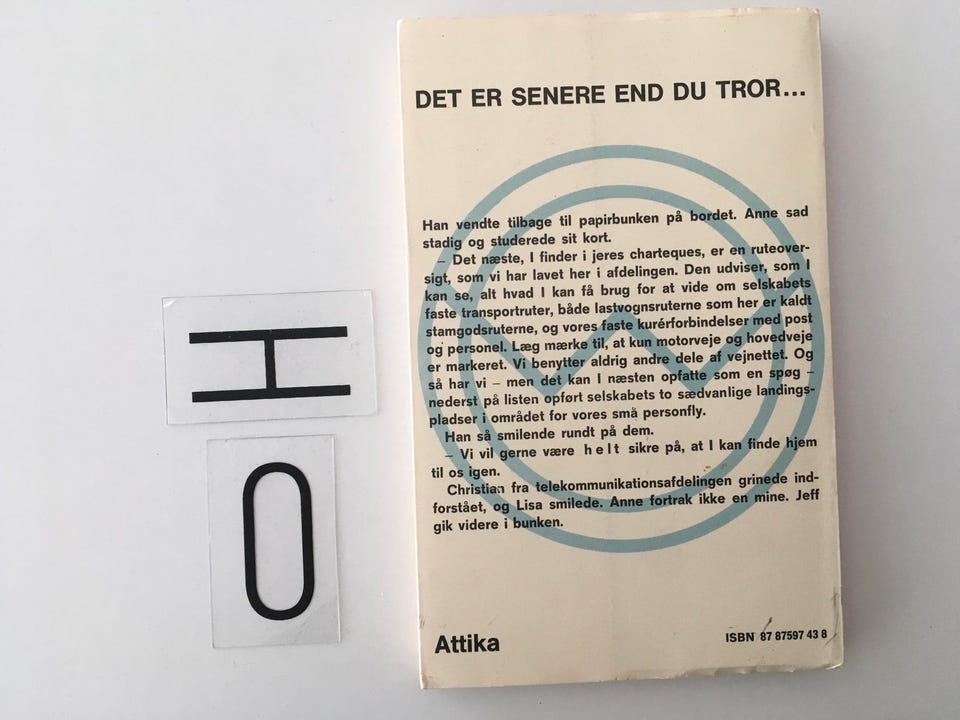 DET ER SENERE END DU TROR...
Han vendte tilbage til papirbunken på bordet. Anne sad
stadig og studerede sit kort.
– Det næste, I finder i jeres charteques, er en ruteover-
sigt, som vi har lavet her i afdelingen. Den udviser, som I
kan se, alt hvad I kan få brug for at vide om selskabets
faste transportruter, både lastvognsruterne som her er kaldt
stamgodsruterne, og vores faste kurérforbindelser med post
og personel. Læg mærke til, at kun motorveje og hovedveje
er markeret. Vi benytter aldrig andre dele af vejnettet. Og
så har vi – men det kan I næsten opfatte som en spøg –
nederst på listen opført selskabets to sædvanlige landings-
pladser i området for vores små personfly.
Han så smilende rundt på dem.
– Vi vil gerne være h e l t sikre på, at I kan finde hjem
til os igen.
Christian fra telekommunikationsafdelingen grinede ind-
forstået, og Lisa smilede. Anne fortrak ikke en mine. Jeff
gik videre i bunken.
Attika
ISBN 87 87597 43 8
H
O